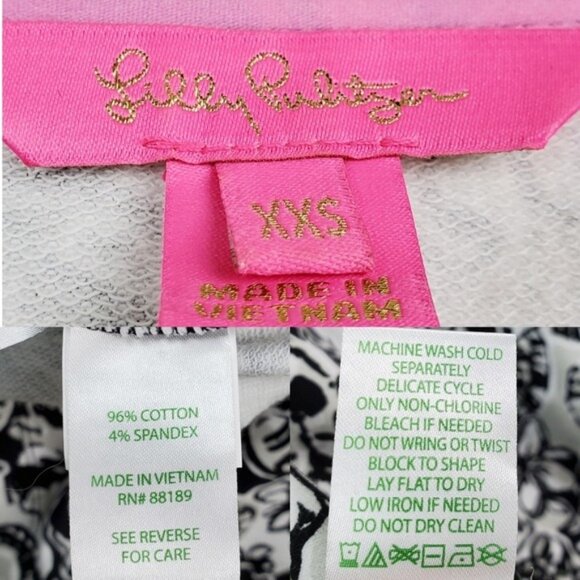 Lilly Pulitzer
XXS
MADE IN
VIETNAM
96% COTTON
4% SPANDEX
MADE IN VIETNAM
RN# 88189
SEE REVERSE
FOR CARE
MACHINE WASH COLD
SEPARATELY
DELICATE CYCLE
ONLY NON-CHLORINE
BLEACH IF NEEDED
DO NOT WRING OR TWIST
BLOCK TO SHAPE
LAY FLAT TO DRY
LOW IRON IF NEEDED
DO NOT DRY CLEAN